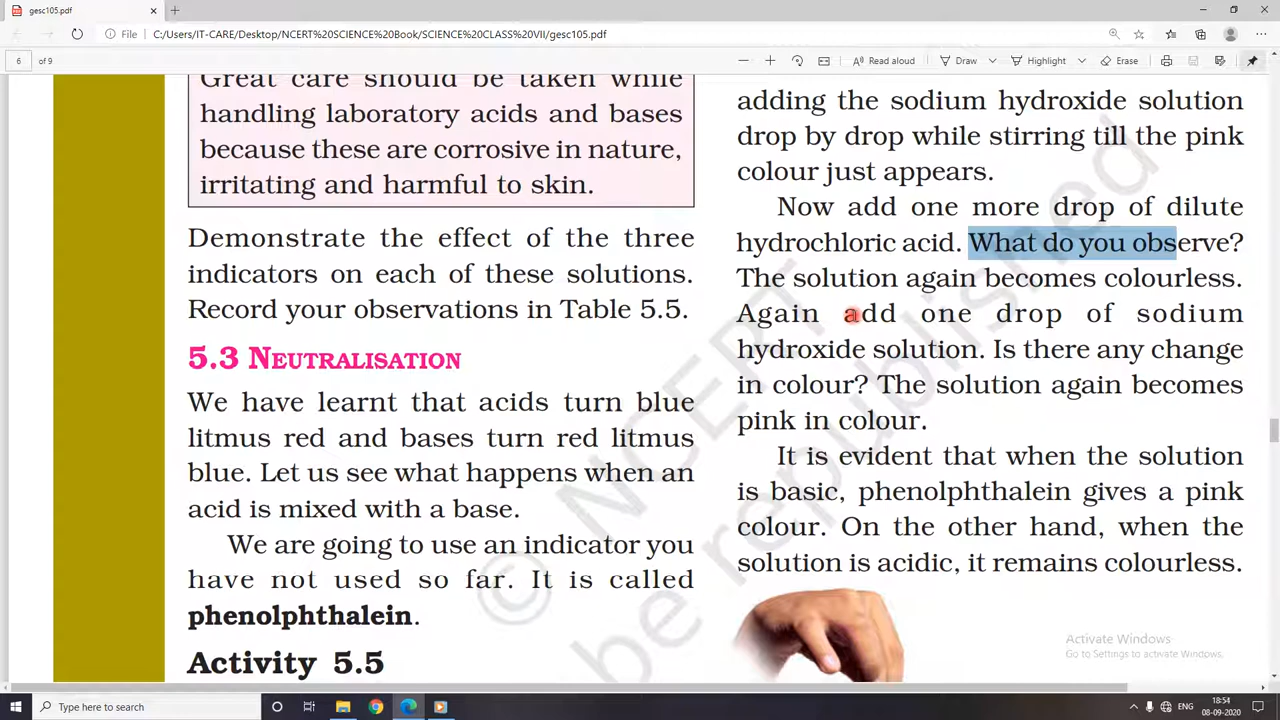 gesc105.pdf
File
C:/Users/IT-CARE/Desktop/NCERT%20SCIENCE%20Book/SCIENCE%20CLASS%20VII/gesc105.pdf
6 of 9
Read aloud
Draw
Highlight
Erase
Great care should be taken while
handling laboratory acids and bases
because these are corrosive in nature,
irritating and harmful to skin.
Demonstrate the effect of the three
indicators on each of these solutions.
Record your observations in Table 5.5.
5.3 NEUTRALISATION
We have learnt that acids turn blue
litmus red and bases turn red litmus
blue. Let us see what happens when an
acid is mixed with a base.
We are going to use an indicator you
have not used so far. It is called
phenolphthalein.
Activity 5.5
adding the sodium hydroxide solution
drop by drop while stirring till the pink
colour just appears.
Now add one more drop of dilute
hydrochloric acid. What do you observe?
The solution again becomes colourless.
Again add one drop of sodium
hydroxide solution. Is there any change
in colour? The solution again becomes
pink in colour.
It is evident that when the solution
is basic, phenolphthalein gives a pink
colour. On the other hand, when the
solution is acidic, it remains colourless.
© NCERT
be republished
Activate Windows
Go to Settings to activate Windows.
Type here to search
ENG
18:54
08-09-2020